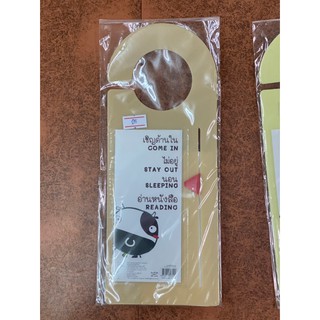 เชิญด้านใน
COME IN
ไม่อยู่
STAY OUT
นอน
SLEEPING
อ่านหนังสือ
READING